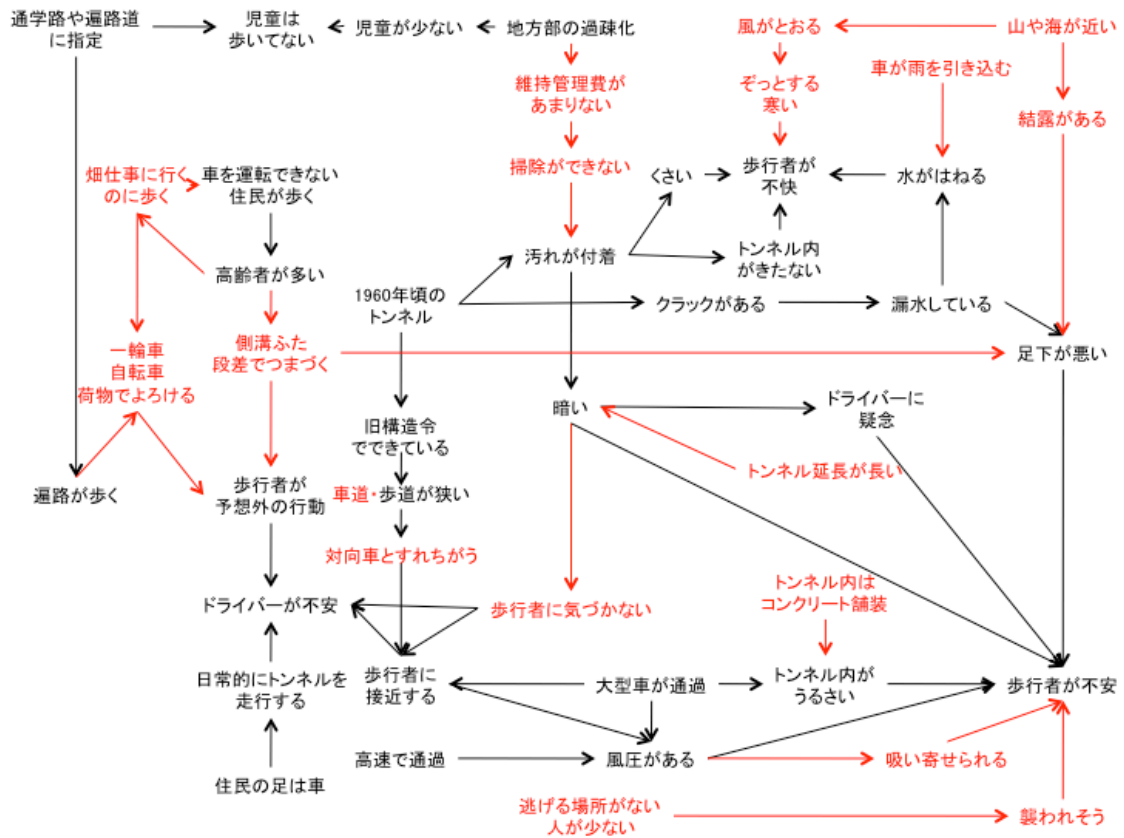 通学路や遍路道
に指定
児童は
歩いてない
児童が少ない
地方部の過疎化
風がとおる
山や海が近い
維持管理費が
あまりない
ぞっとする
寒い
車が雨を引き込む
結露がある
畑仕事に行く
のに歩く
車を運転できない
住民が歩く
掃除ができない
くさい
歩行者が
不快
水がはねる
高齢者が多い
汚れが付着
トンネル内
がきたない
1960年頃の
トンネル
クラックがある
漏水している
一輪車
自転車
荷物でよろける
側溝ふた
段差でつまづく
足下が悪い
暗い
ドライバーに
疑念
旧構造令
でできている
トンネル延長が長い
遍路が歩く
歩行者が
予想外の行動
車道・歩道が狭い
対向車とすれちがう
ドライバーが不安
歩行者に気づかない
トンネル内は
コンクリート舗装
日常的にトンネルを
走行する
歩行者に
接近する
大型車が通過
トンネル内が
うるさい
歩行者が不安
高速で通過
風圧がある
吸い寄せられる
住民の足は車
逃げる場所がない
人が少ない
襲われそう